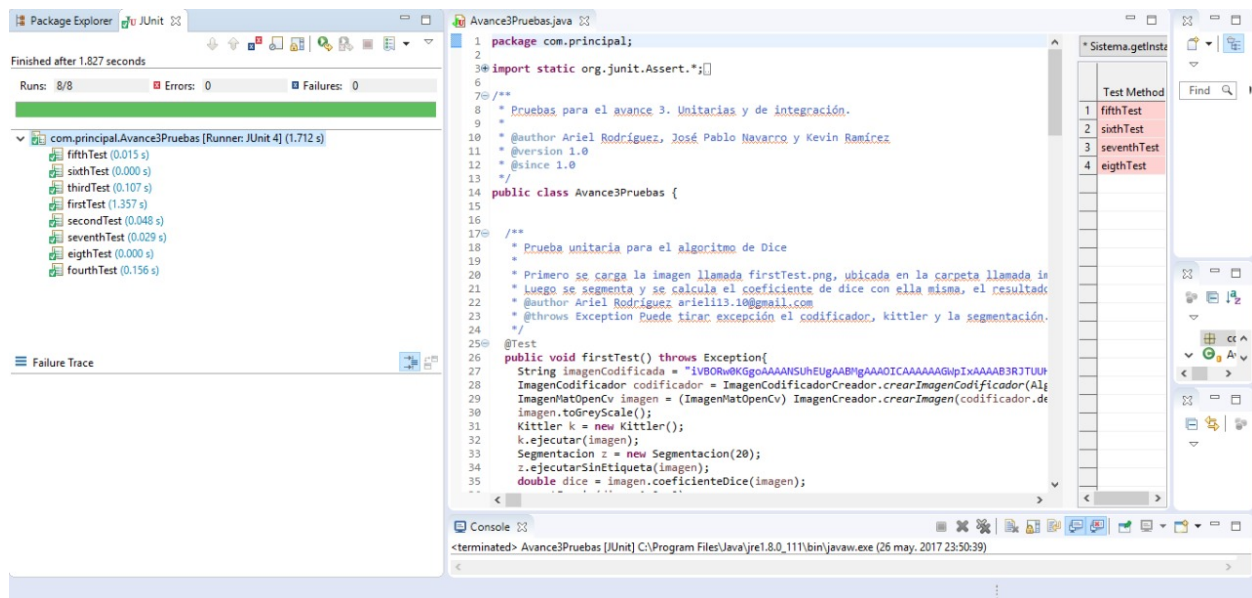 Package Explorer JUnit
Finished after 1.827 seconds
Runs: 8/8 Errors: 0 Failures: 0
com.principal.Avance3Pruebas [Runner: JUnit 4] (1.712 s)
fifthTest (0.015 s)
sixthTest (0.000 s)
thirdTest (0.107 s)
firstTest (1.357 s)
secondTest (0.048 s)
seventhTest (0.029 s)
eigthTest (0.000 s)
fourthTest (0.156 s)
Failure Trace
Avance3Pruebas.java
1 package com.principal;
2
3 import static org.junit.Assert.*;
6
7 /**
8 * Pruebas para el avance 3. Unitarias y de integración.
9 *
10 * @author Ariel Rodríguez, José Pablo Navarro y Kevin Ramírez
11 * @version 1.0
12 * @since 1.0
13 */
14 public class Avance3Pruebas {
15
16
17 /**
18 * Prueba unitaria para el algoritmo de Dice
19 *
20 * Primero se carga la imagen llamada firstTest.png, ubicada en la carpeta llamada im
21 * Luego se segmenta y se calcula el coeficiente de dice con ella misma, el resultado
22 * @author Ariel Rodríguez arieli13.10@gmail.com
23 * @throws Exception Puede tirar excepción el codificador, kittler y la segmentación.
24 */
25 @Test
26 public void firstTest() throws Exception{
27 String imagenCodificada = "iVBORw0KGgoAAAANSUhEUgAABMgAAAOICAAAAAAGWpIxAAAAB3RJTUUH
28 ImagenCodificador codificador = ImagenCodificadorCreador.crearImagenCodificador(Alg
29 ImagenMatOpenCv imagen = (ImagenMatOpenCv) ImagenCreador.crearImagen(codificador.de
30 imagen.toGreyScale();
31 Kittler k = new Kittler();
32 k.ejecutar(imagen);
33 Segmentacion z = new Segmentacion(20);
34 z.ejecutarSinEtiqueta(imagen);
35 double dice = imagen.coeficienteDice(imagen);
* Sistema.getInsta
Test Method
1 fifthTest
2 sixthTest
3 seventhTest
4 eigthTest
Find
Console
<terminated> Avance3Pruebas [JUnit] C:\Program Files\Java\jre1.8.0_111\bin\javaw.exe (26 may. 2017 23:50:39)